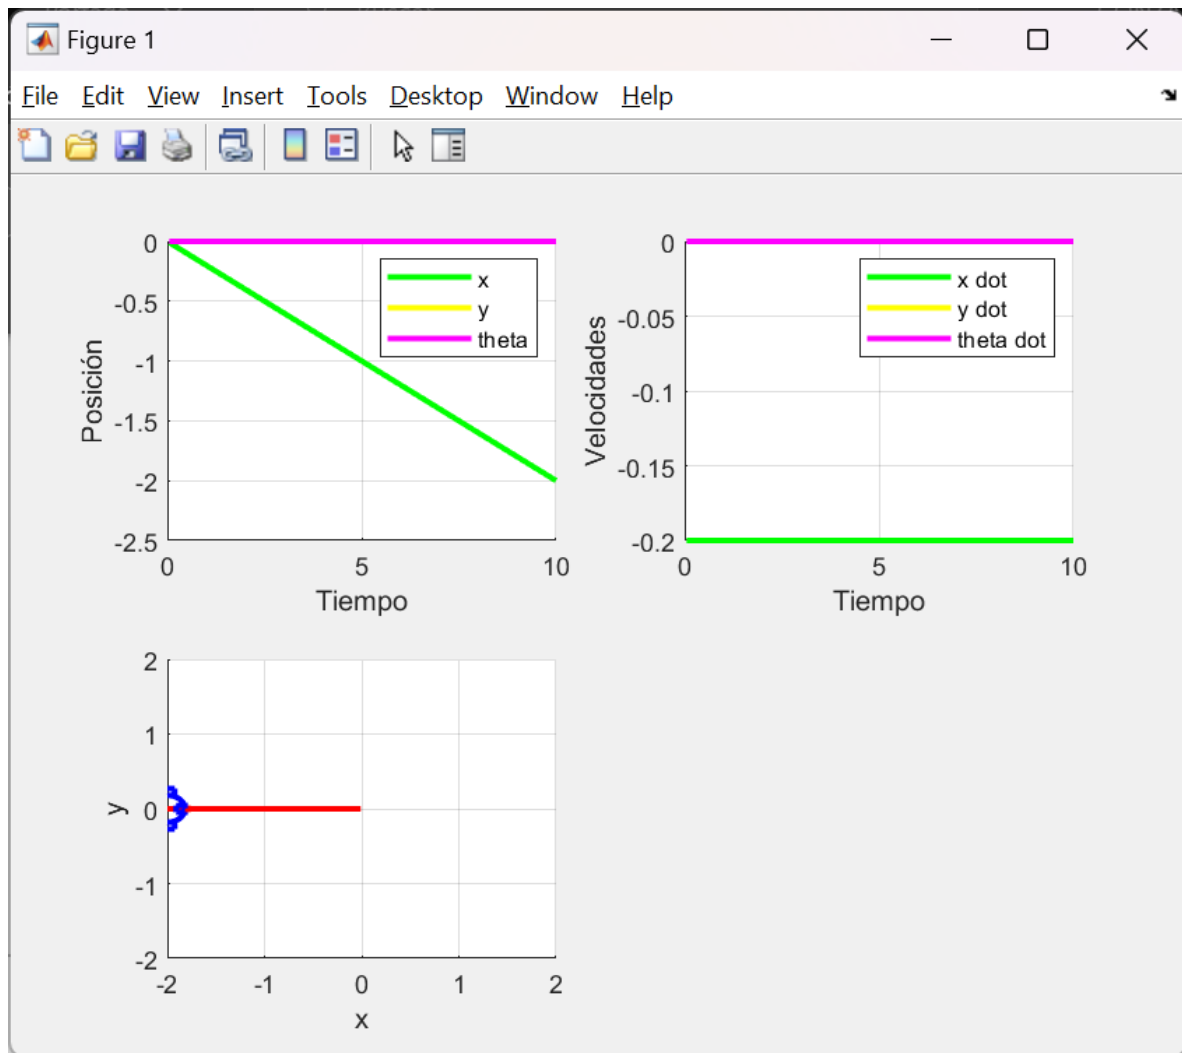 Figure 1
File Edit View Insert Tools Desktop Window Help
0
-0.5
-1
-1.5
-2
-2.5
0 5 10
Posición
Tiempo
x
y
theta
0
-0.05
-0.1
-0.15
-0.2
0 5 10
Velocidades
Tiempo
x dot
y dot
theta dot
2
1
0
-1
-2
-2 -1 0 1 2
y
x